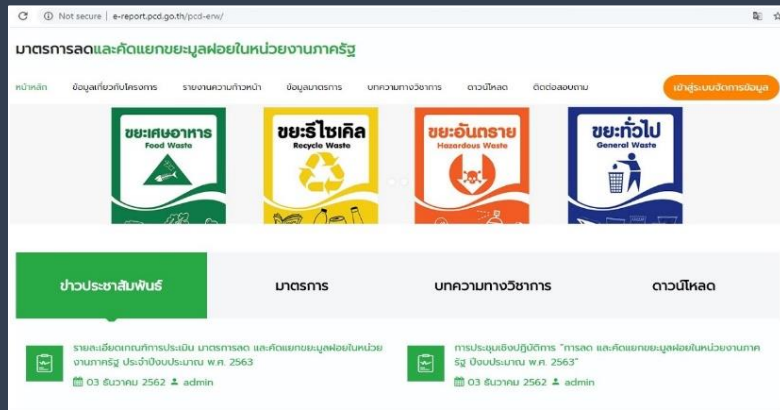 Not secure | e-report.pcd.go.th/pcd-erw/
มาตรการลดและคัดแยกขยะมูลฝอยในหน่วยงานภาครัฐ
หน้าหลัก ข้อมูลเกี่ยวกับโครงการ รายงานความก้าวหน้า ข้อมูลมาตรการ บทความทางวิชาการ ดาวน์โหลด ติดต่อสอบถาม เข้าสู่ระบบจัดการข้อมูล
ขยะเศษอาหาร ขยะรีไซเคิล ขยะอันตราย ขยะทั่วไป
Food Waste Recycle Waste Hazardous Waste General Waste
ข่าวประชาสัมพันธ์ มาตรการ บทความทางวิชาการ ดาวน์โหลด
รายละเอียดเกณฑ์การประเมิน มาตรการลด และคัดแยกขยะมูลฝอยในหน่วย
งานภาครัฐ ประจำปีงบประมาณ พ.ศ. 2563
03 ธันวาคม 2562 admin
การประชุมเชิงปฏิบัติการ "การลด และคัดแยกขยะมูลฝอยในหน่วยงานภาค
รัฐ ปีงบประมาณ พ.ศ. 2563"
03 ธันวาคม 2562 admin